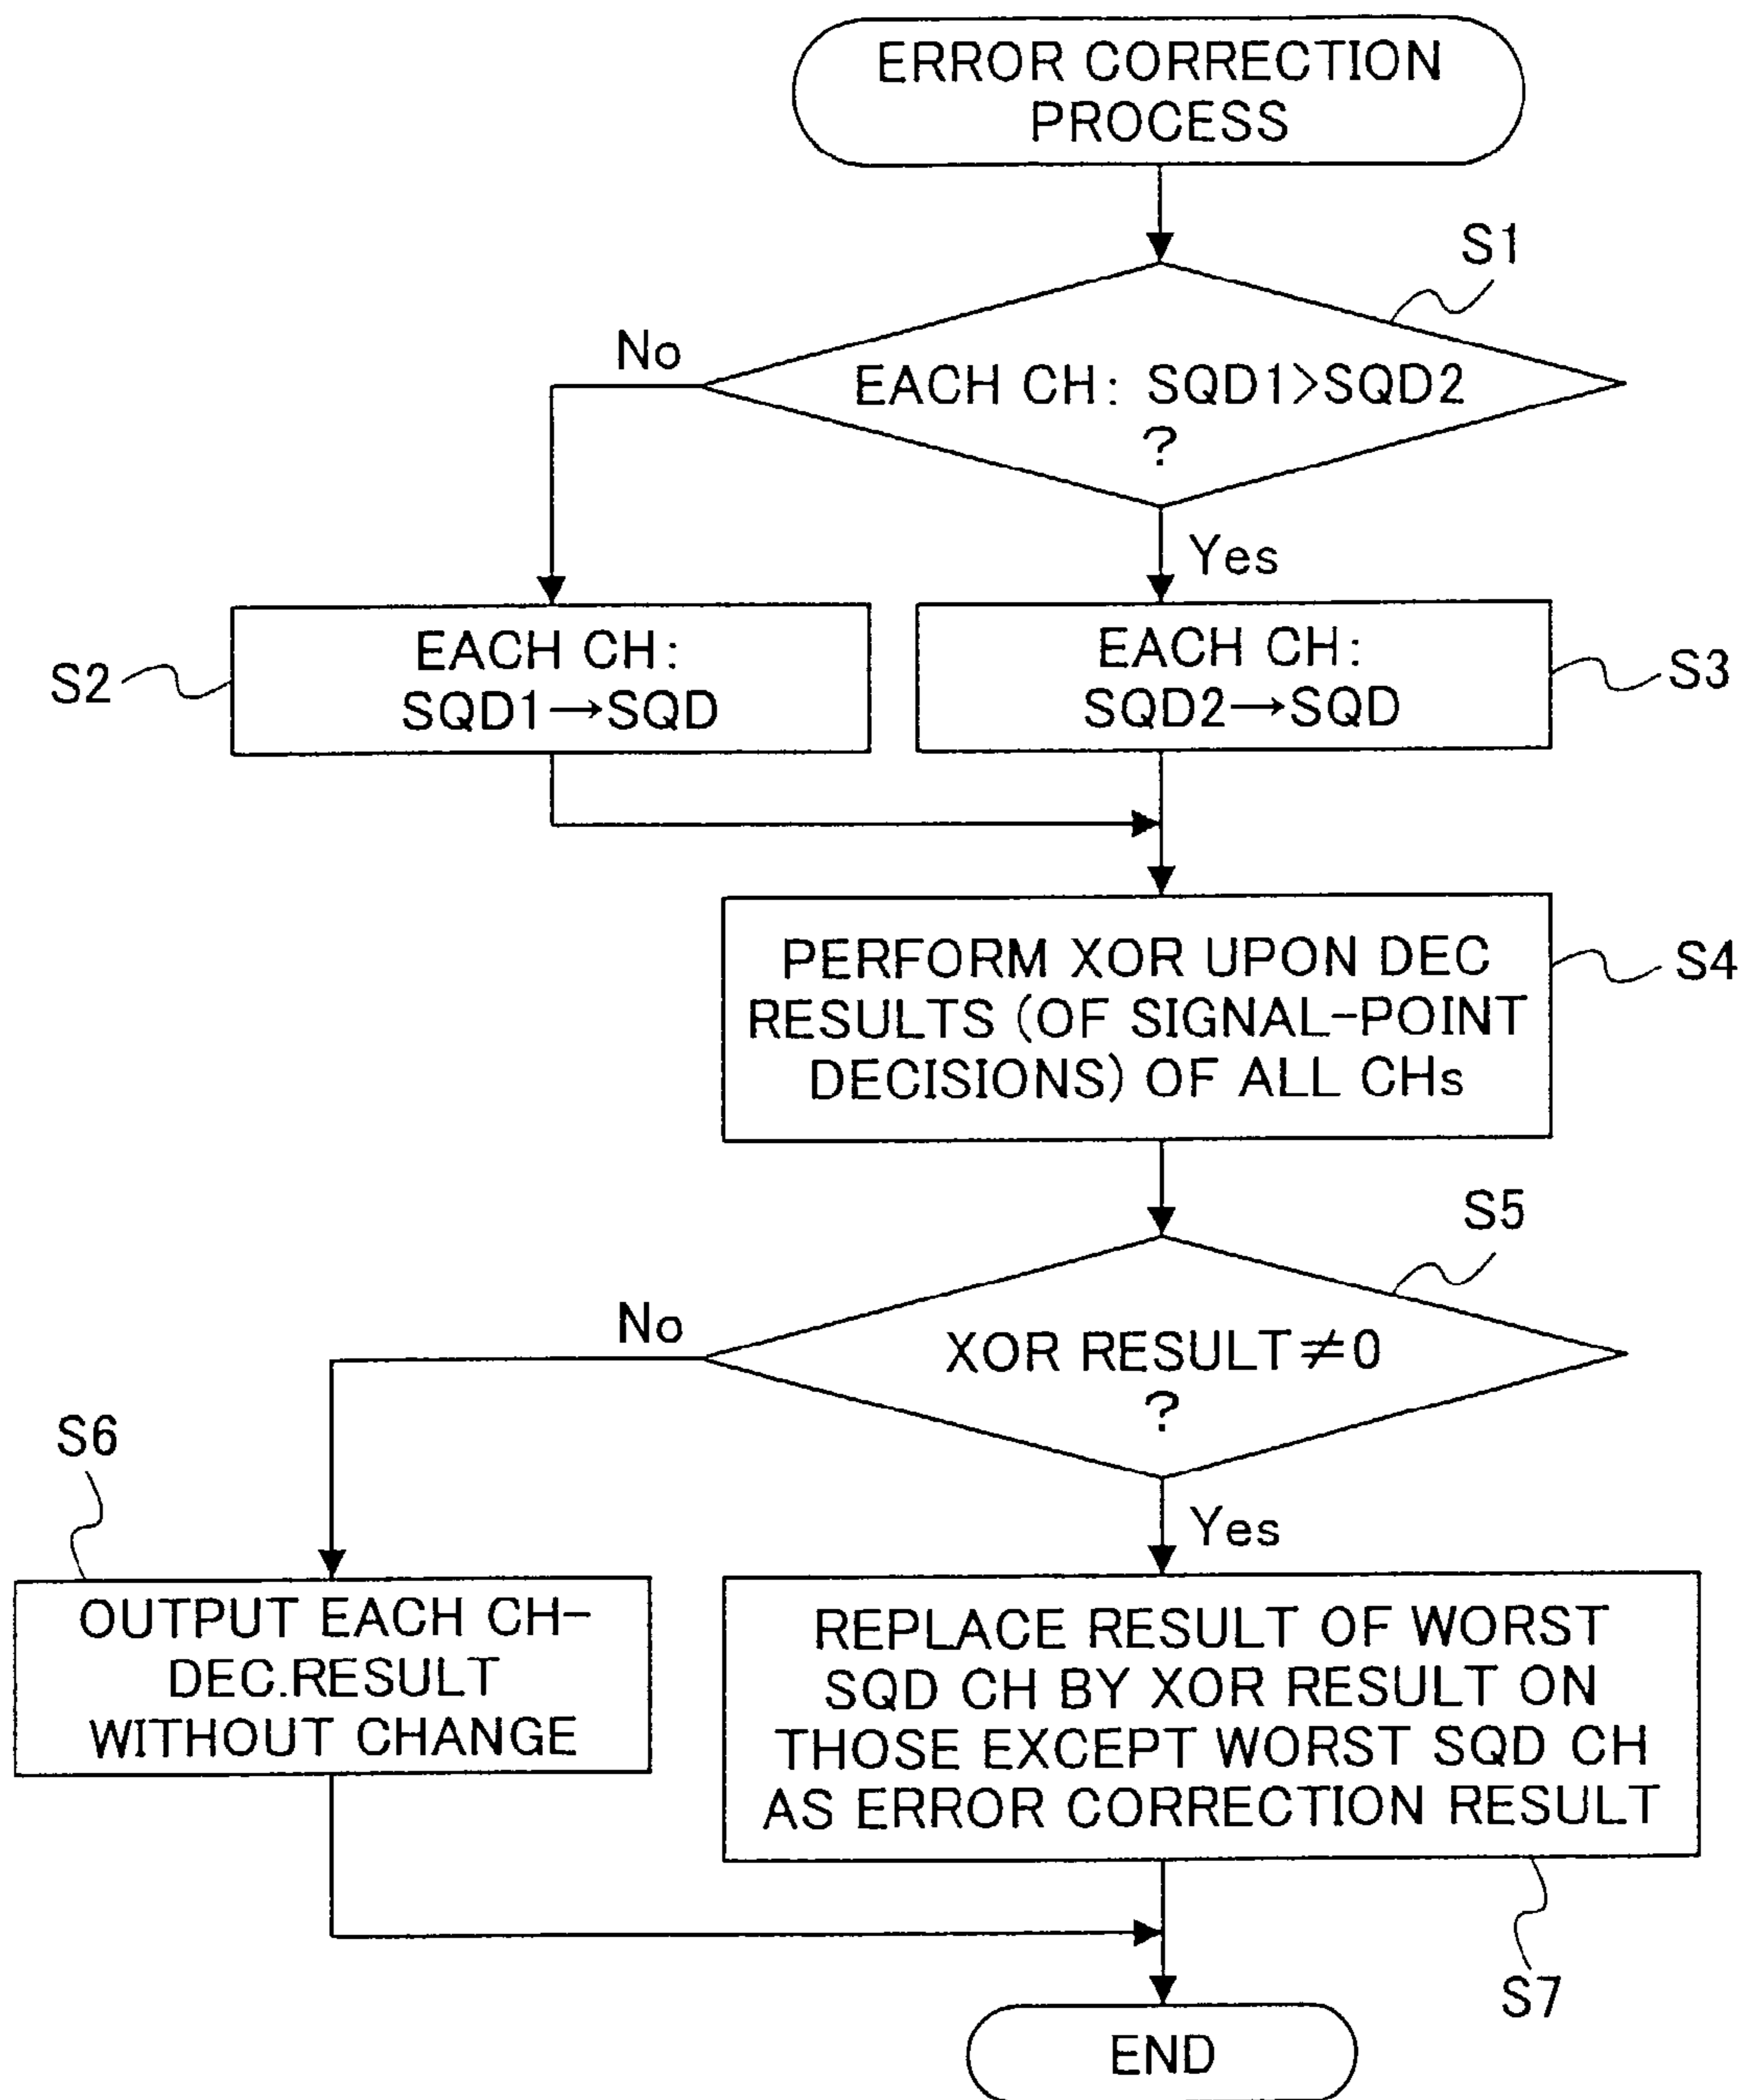 ERROR CORRECTION
PROCESS
S1
No
EACH CH: SQD1>SQD2
?
Yes
S2
EACH CH:
SQD1→SQD
EACH CH:
SQD2→SQD
S3
PERFORM XOR UPON DEC
RESULTS (OF SIGNAL-POINT
DECISIONS) OF ALL CHs
S4
S5
No
XOR RESULT≠0
?
Yes
S6
OUTPUT EACH CH-
DEC.RESULT
WITHOUT CHANGE
REPLACE RESULT OF WORST
SQD CH BY XOR RESULT ON
THOSE EXCEPT WORST SQD CH
AS ERROR CORRECTION RESULT
S7
END